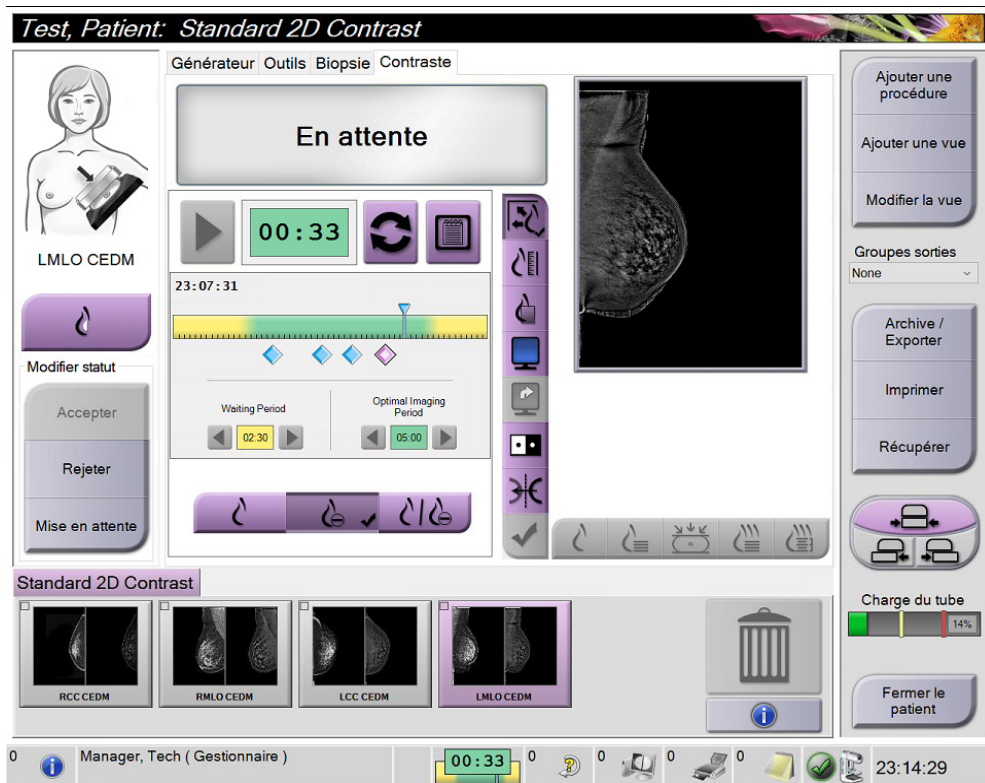 Test, Patient: Standard 2D Contrast
Générateur Outils Biopsie Contraste
En attente
00:33
23:07:31
Waiting Period
02:30
Optimal Imaging
Period
05:00
LMLO CEDM
Modifier statut
Accepter
Rejeter
Mise en attente
Ajouter une
procédure
Ajouter une vue
Modifier la vue
Groupes sorties
None
Archive /
Exporter
Imprimer
Récupérer
Charge du tube
14%
Fermer le
patient
Standard 2D Contrast
RCC CEDM
RMLO CEDM
LCC CEDM
LMLO CEDM
0
Manager, Tech ( Gestionnaire )
00:33
0
0
0
0
23:14:29